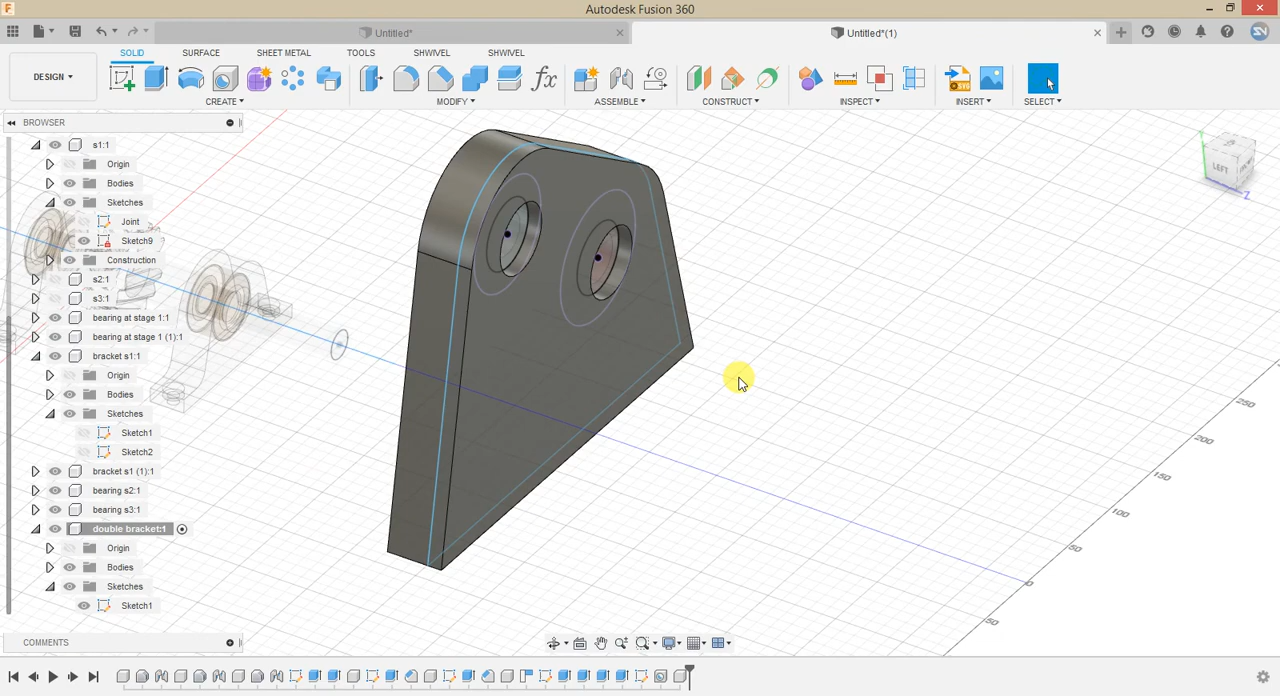 Autodesk Fusion 360
Untitled*
Untitled*(1)
SOLID SURFACE SHEET METAL TOOLS SHWIVEL SHWIVEL
DESIGN
CREATE MODIFY ASSEMBLE CONSTRUCT INSPECT INSERT SELECT
BROWSER
s1:1
Origin
Bodies
Sketches
Joint
Sketch9
Construction
s2:1
s3:1
bearing at stage 1:1
bearing at stage 1 (1):1
bracket s1:1
Origin
Bodies
Sketches
Sketch1
Sketch2
bracket s1 (1):1
bearing s2:1
bearing s3:1
double bracket:1
Origin
Bodies
Sketches
Sketch1
COMMENTS
LEFT
Z
250
200
150
100
50
0
50